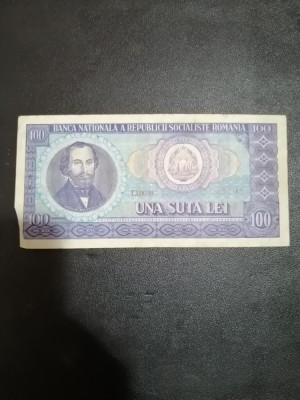 BANCA NATIONALA A REPUBLICII SOCIALISTE ROMANIA
100 100
UNA SUTA LEI
100 100